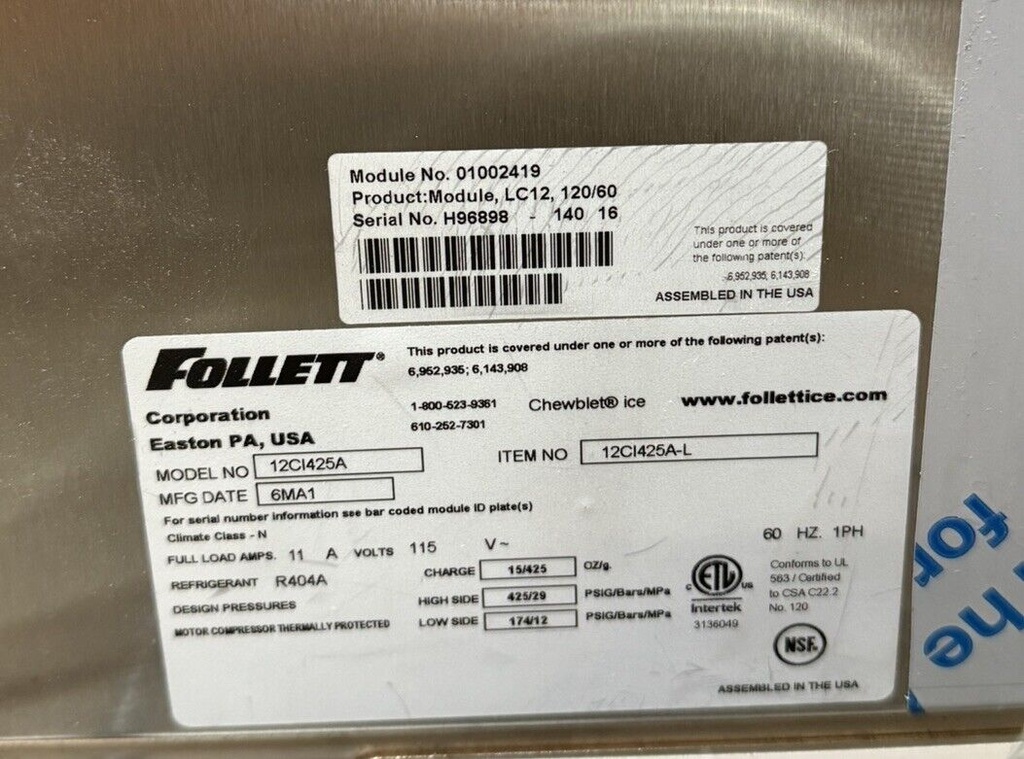 Module No. 01002419
Product:Module, LC12, 120/60
Serial No. H96898 - 140 16
This product is covered
under one or more of
the following patent(s):
6,952,935; 6,143,908
ASSEMBLED IN THE USA
FOLLETT®
Corporation
Easton PA, USA
This product is covered under one or more of the following patent(s):
6,952,935; 6,143,908
1-800-523-9361
610-252-7301
Chewblet® ice
www.follettice.com
MODEL NO 12CI425A
ITEM NO 12CI425A-L
MFG DATE 6MA1
For serial number information see bar coded module ID plate(s)
Climate Class - N
FULL LOAD AMPS. 11 A VOLTS 115 V~ 60 HZ. 1PH
REFRIGERANT R404A
CHARGE 15/425 OZ/g.
DESIGN PRESSURES
HIGH SIDE 425/29 PSIG/Bars/MPa
MOTOR COMPRESSOR THERMALLY PROTECTED
LOW SIDE 174/12 PSIG/Bars/MPa
C ETL US
Intertek
3136049
Conforms to UL
563 / Certified
to CSA C22.2
No. 120
NSF.
ASSEMBLED IN THE USA
for
he